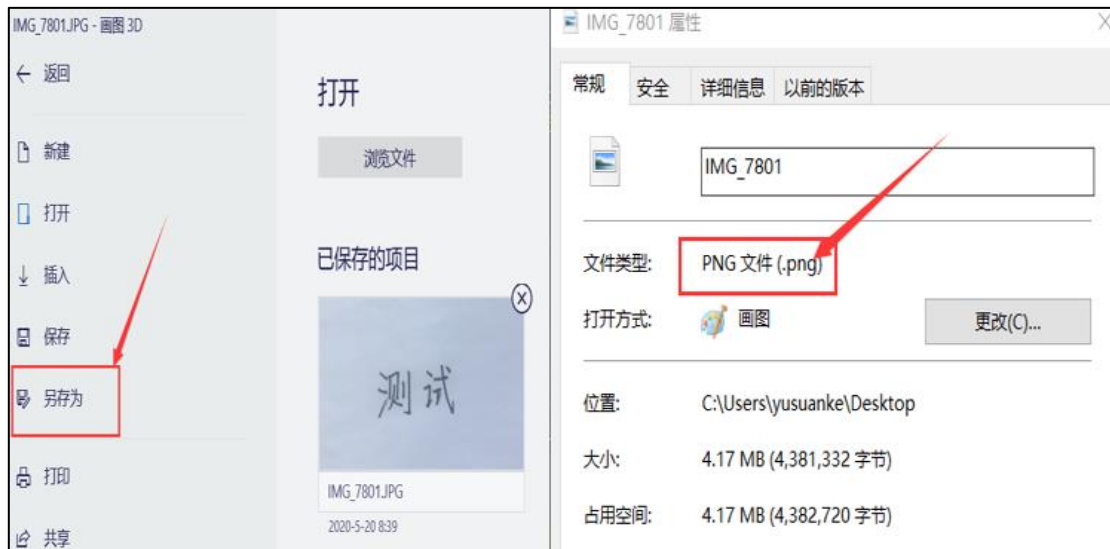 IMG_7801.JPG - 画图 3D
返回
新建
打开
插入
保存
另存为
打印
共享
打开
浏览文件
已保存的项目
测试
IMG_7801.JPG
2020-5-20 8:39
IMG_7801 属性
常规 安全 详细信息 以前的版本
IMG_7801
文件类型: PNG 文件 (.png)
打开方式: 画图 更改(C)...
位置: C:\Users\yusuanke\Desktop
大小: 4.17 MB (4,381,332 字节)
占用空间: 4.17 MB (4,382,720 字节)